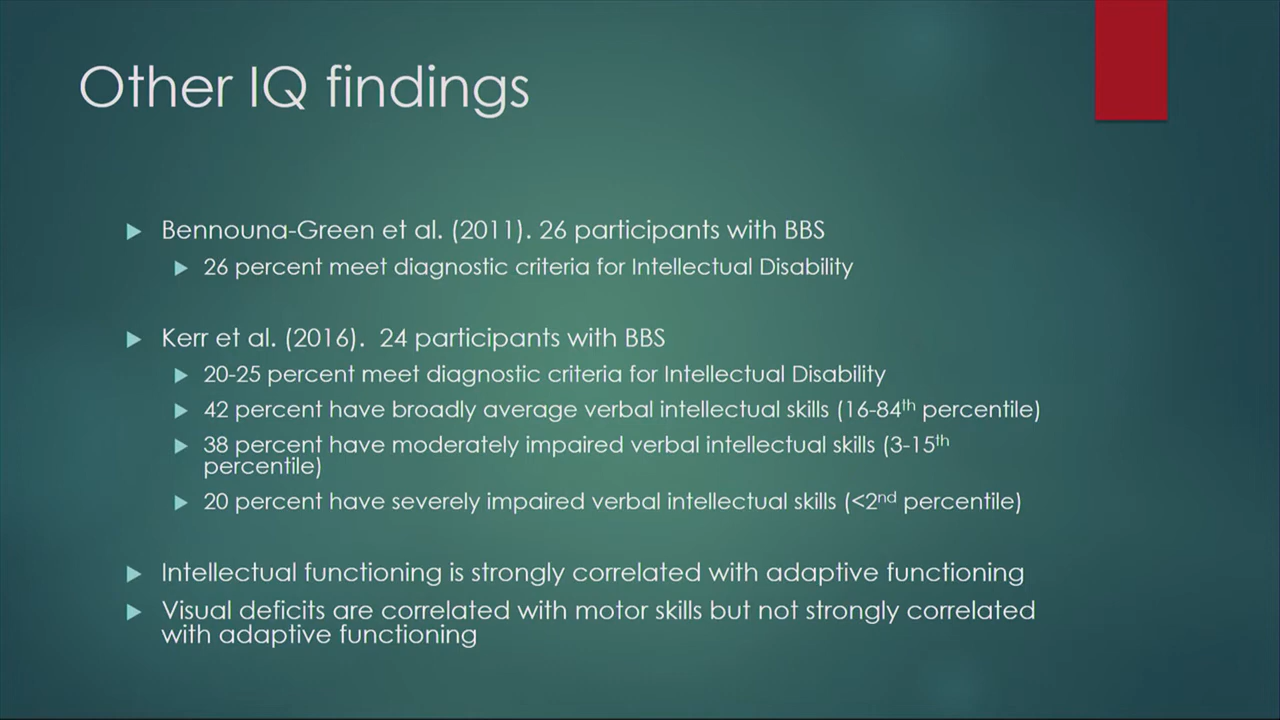 Other IQ findings
Bennouna-Green et al. (2011). 26 participants with BBS
26 percent meet diagnostic criteria for Intellectual Disability
Kerr et al. (2016).  24 participants with BBS
20-25 percent meet diagnostic criteria for Intellectual Disability
42 percent have broadly average verbal intellectual skills (16-84th percentile)
38 percent have moderately impaired verbal intellectual skills (3-15th
percentile)
20 percent have severely impaired verbal intellectual skills (<2nd percentile)
Intellectual functioning is strongly correlated with adaptive functioning
Visual deficits are correlated with motor skills but not strongly correlated
with adaptive functioning